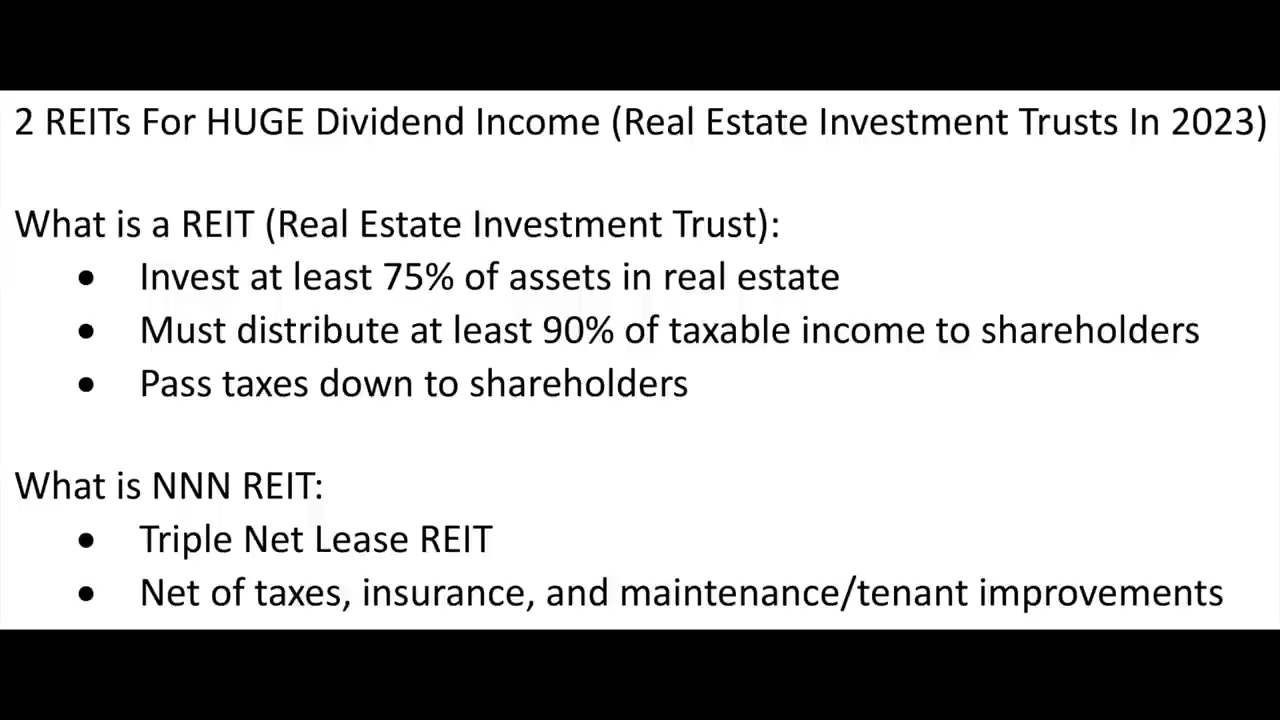 2 REITs For HUGE Dividend Income (Real Estate Investment Trusts In 2023)
What is a REIT (Real Estate Investment Trust):
• Invest at least 75% of assets in real estate
• Must distribute at least 90% of taxable income to shareholders
• Pass taxes down to shareholders
What is NNN REIT:
• Triple Net Lease REIT
• Net of taxes, insurance, and maintenance/tenant improvements